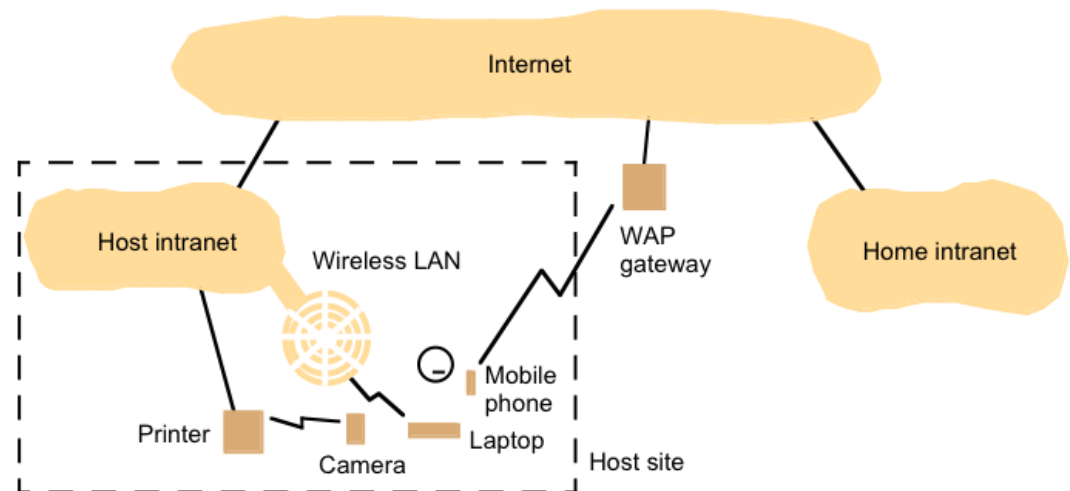 Internet
Host intranet
Wireless LAN
WAP
gateway
Home intranet
Mobile
phone
Printer
Camera
Laptop
Host site